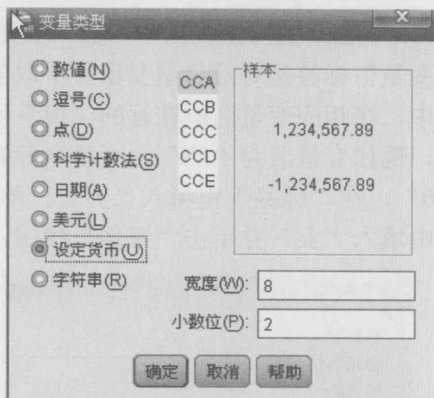 变量类型
数值(N)
逗号(C)
点(D)
科学计数法(S)
日期(A)
美元(L)
设定货币(U)
字符串(R)
CCA
CCB
CCC
CCD
CCE
样本
1,234,567.89
-1,234,567.89
宽度(W): 8
小数位(P): 2
确定 取消 帮助